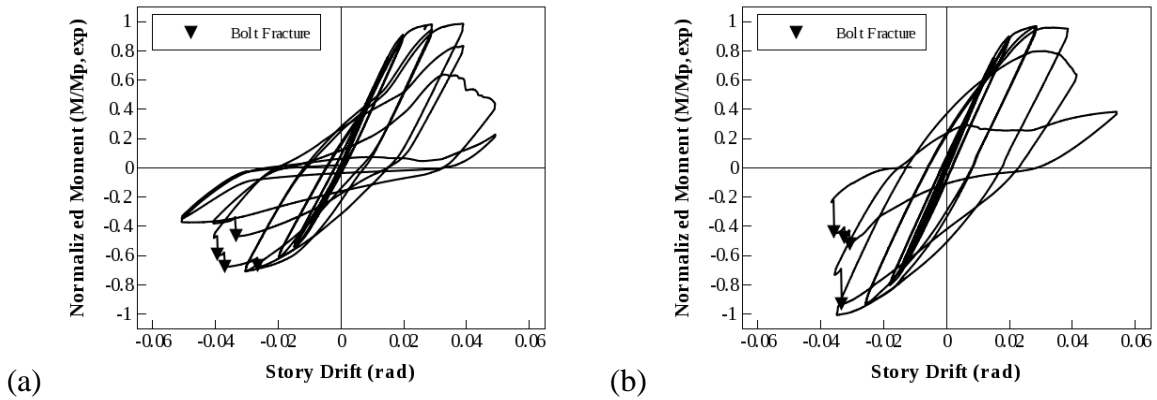 Bolt Fracture
1
0.8
0.6
0.4
0.2
0
-0.2
-0.4
-0.6
-0.8
-1
Normalized Moment (M/Mp,exp)
-0.06 -0.04 -0.02 0 0.02 0.04 0.06
Story Drift (rad)
(a)
Bolt Fracture
1
0.8
0.6
0.4
0.2
0
-0.2
-0.4
-0.6
-0.8
-1
Normalized Moment (M/Mp,exp)
-0.06 -0.04 -0.02 0 0.02 0.04 0.06
Story Drift (rad)
(b)